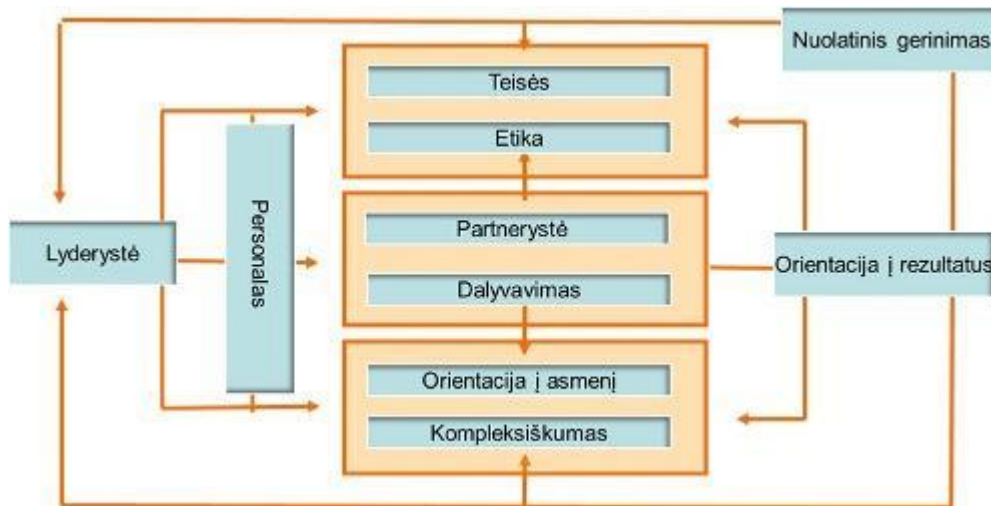 Nuolatinis gerinimas
Teisės
Etika
Personalas
Partnerystė
Lyderystė
Orientacija į rezultatus
Dalyvavimas
Orientacija į asmenį
Kompleksiškumas